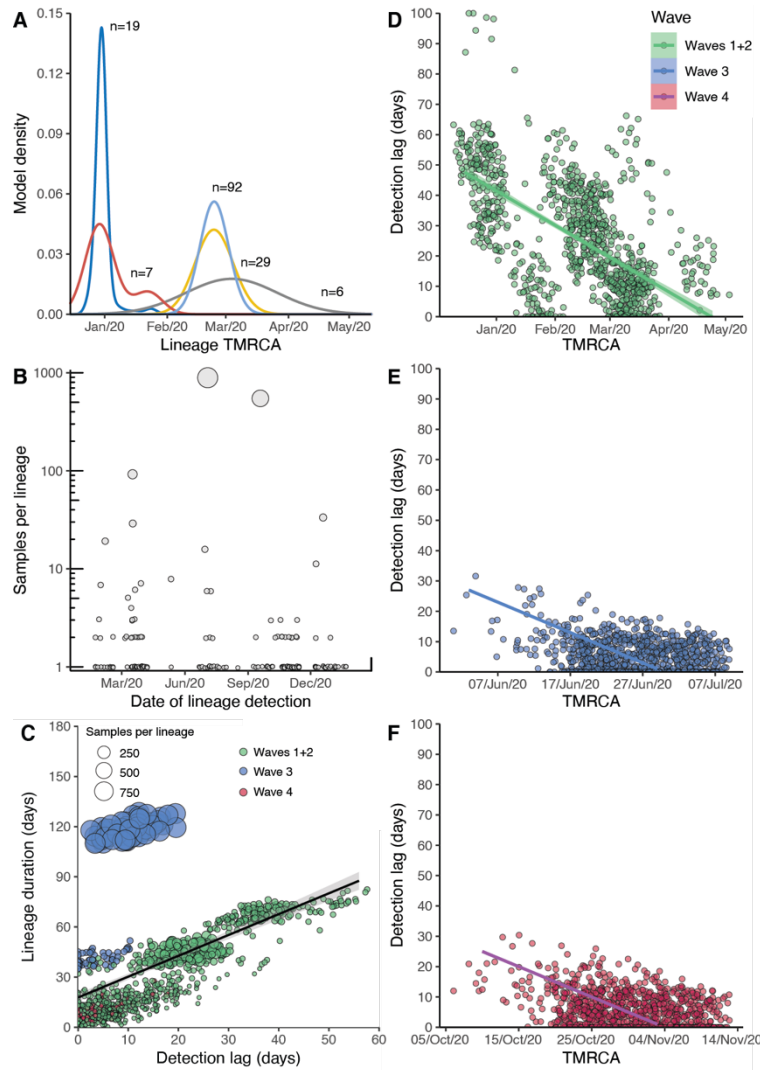 A
0.15
0.12
0.09
0.06
0.03
0.00
Model density
n=19
n=7
n=92
n=29
n=6
Jan/20 Feb/20 Mar/20 Apr/20 May/20
Lineage TMRCA
B
1000
100
10
1
Samples per lineage
Mar/20 Jun/20 Sep/20 Dec/20
Date of lineage detection
C
Samples per lineage
250
500
750
Waves 1+2
Wave 3
Wave 4
180
150
120
90
60
30
0
Lineage duration (days)
0 10 20 30 40 50 60
Detection lag (days)
D
Wave
Waves 1+2
Wave 3
Wave 4
100
90
80
70
60
50
40
30
20
10
0
Detection lag (days)
Jan/20 Feb/20 Mar/20 Apr/20 May/20
TMRCA
E
100
90
80
70
60
50
40
30
20
10
0
Detection lag (days)
07/Jun/20 17/Jun/20 27/Jun/20 07/Jul/20
TMRCA
F
100
90
80
70
60
50
40
30
20
10
0
Detection lag (days)
05/Oct/20 15/Oct/20 25/Oct/20 04/Nov/20 14/Nov/20
TMRCA